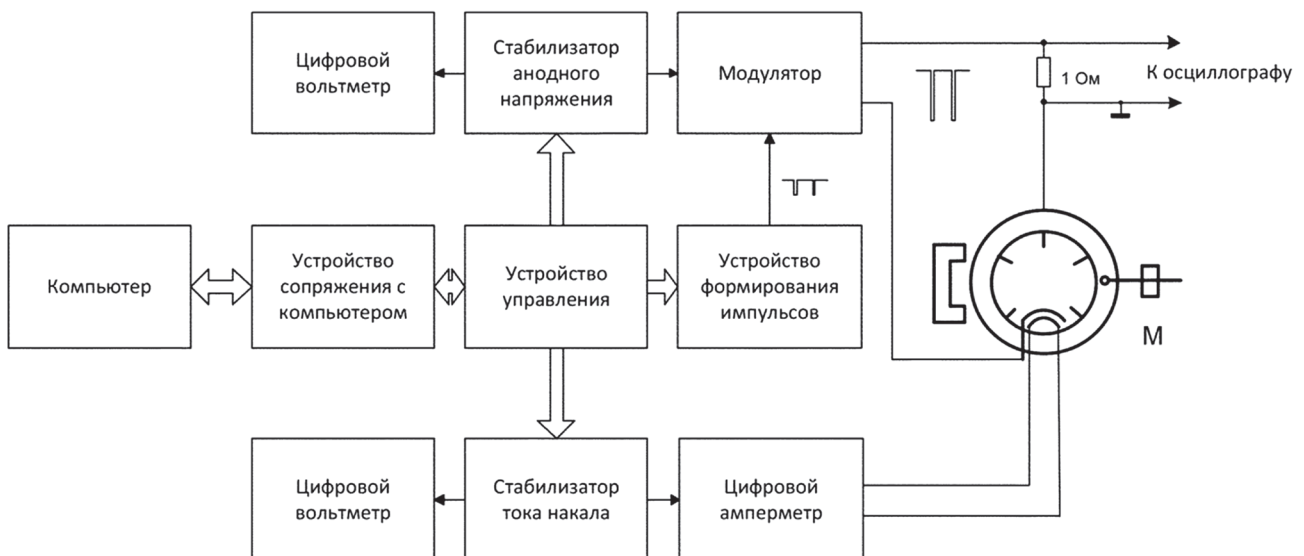 Цифровой
вольтметр
Стабилизатор
анодного
напряжения
Модулятор
1 Ом
К осциллографу
Компьютер
Устройство
сопряжения с
компьютером
Устройство
управления
Устройство
формирования
импульсов
М
Цифровой
вольтметр
Стабилизатор
тока накала
Цифровой
амперметр